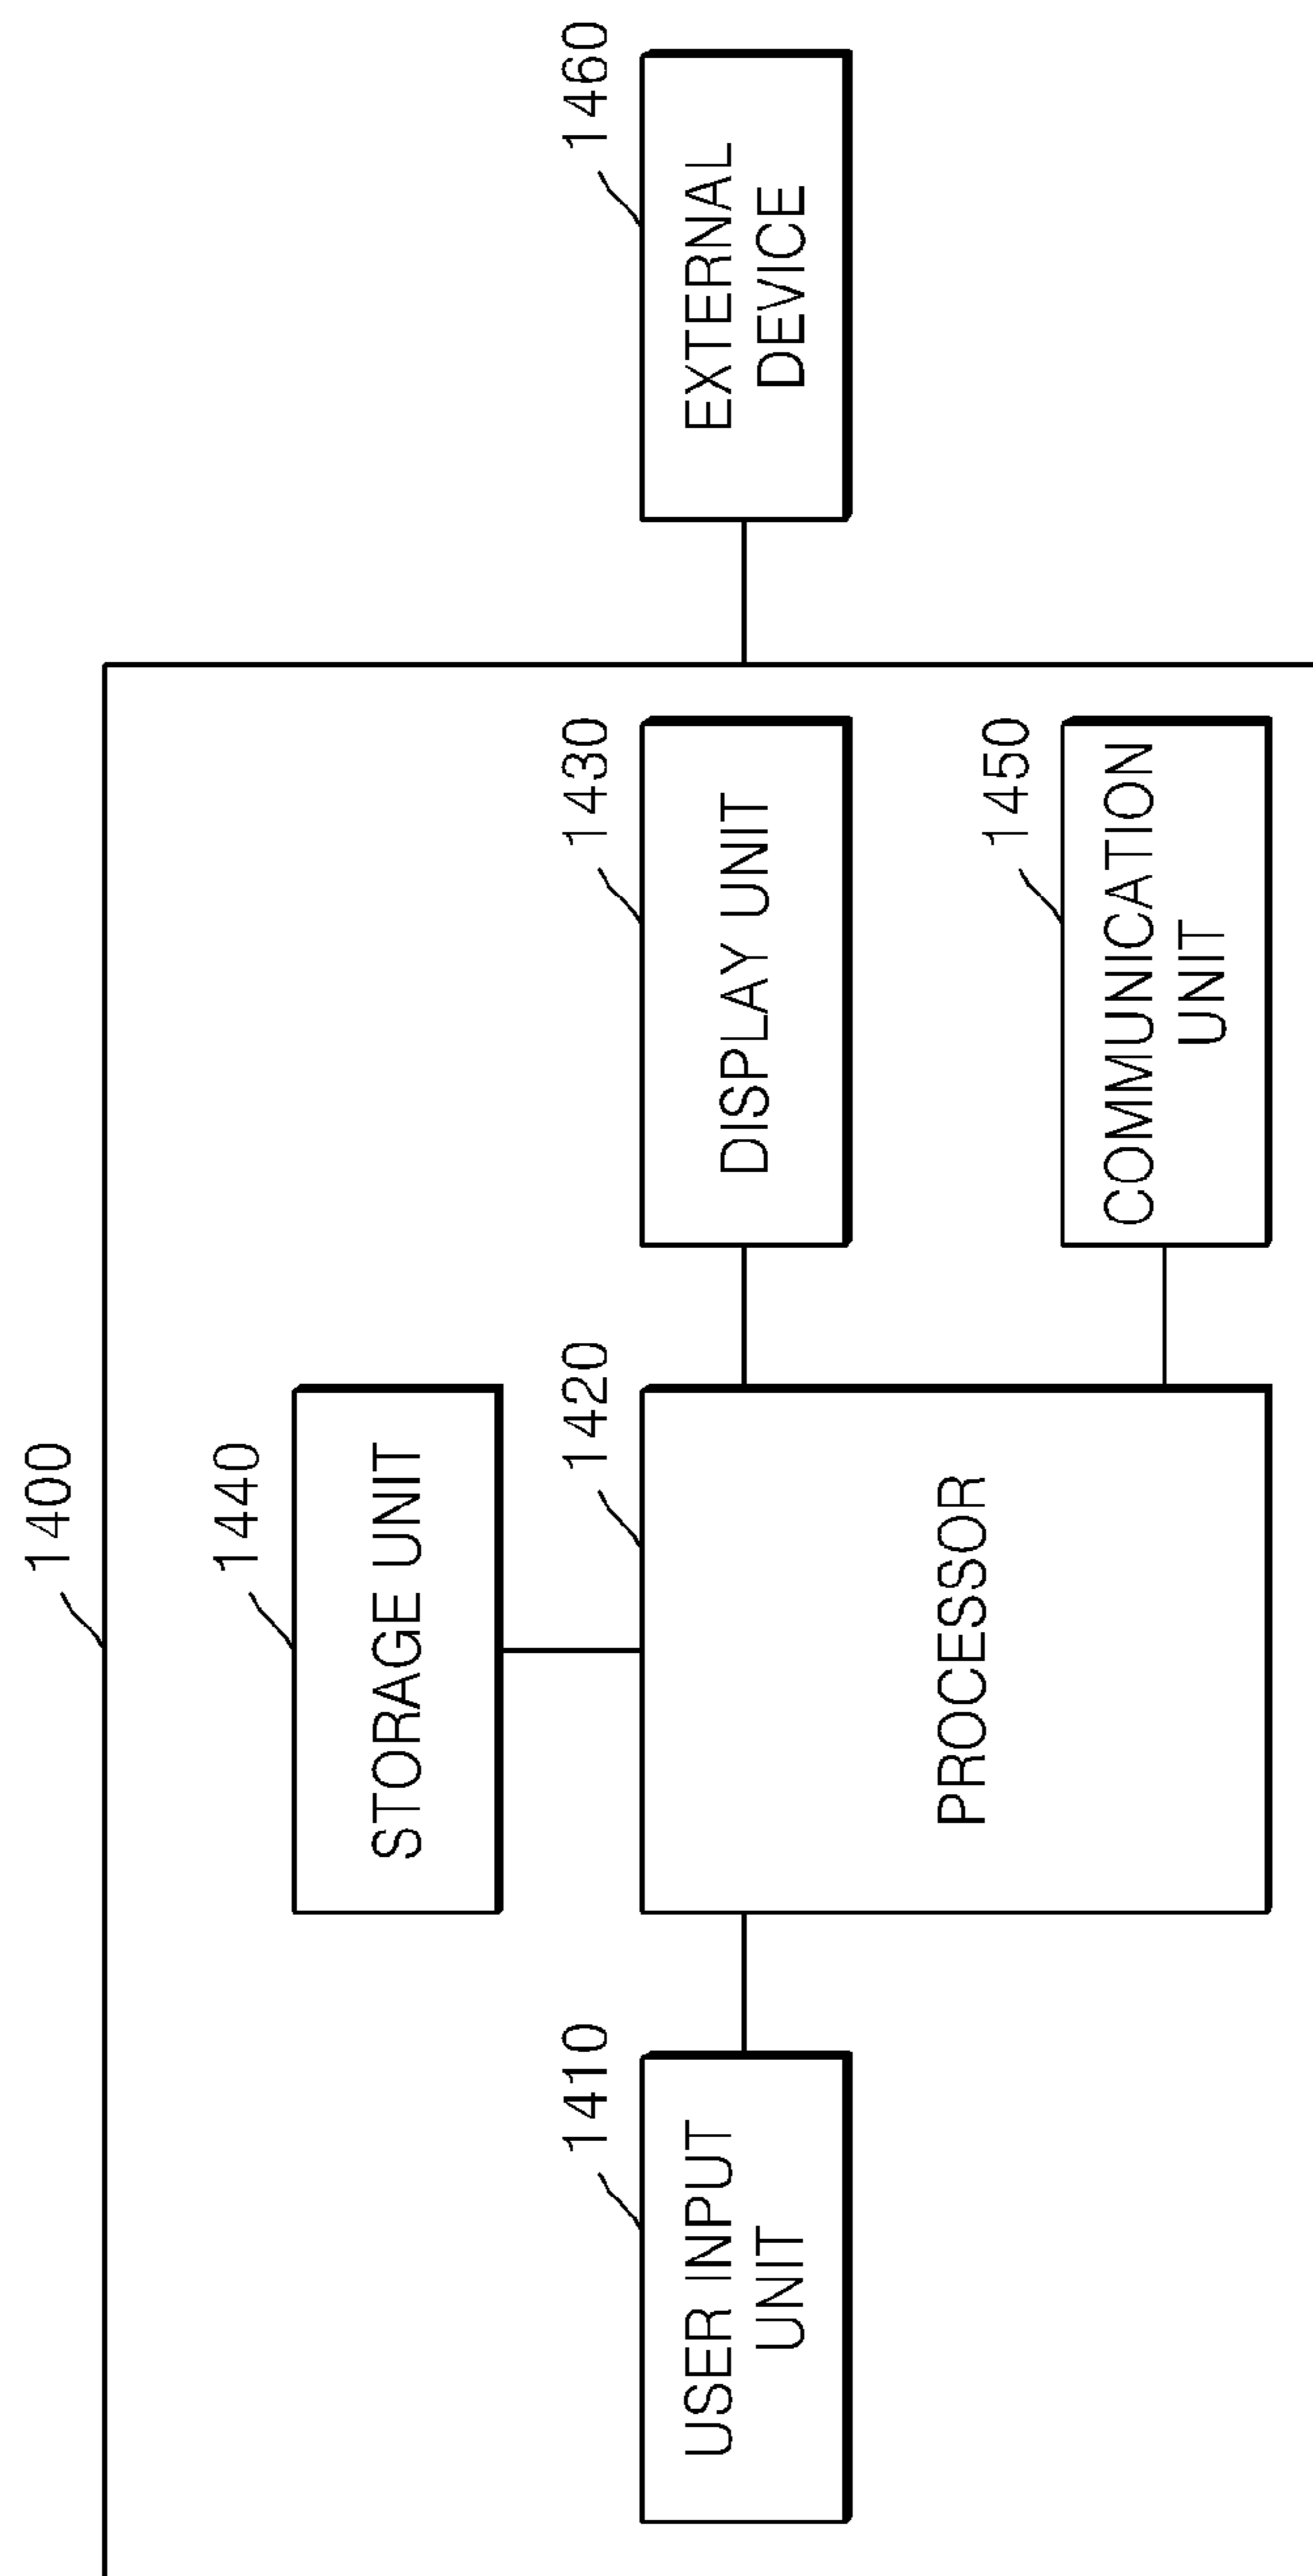 1400
1440
STORAGE UNIT
1410
USER INPUT
UNIT
1420
PROCESSOR
1430
DISPLAY UNIT
1460
EXTERNAL
DEVICE
1450
COMMUNICATION
UNIT